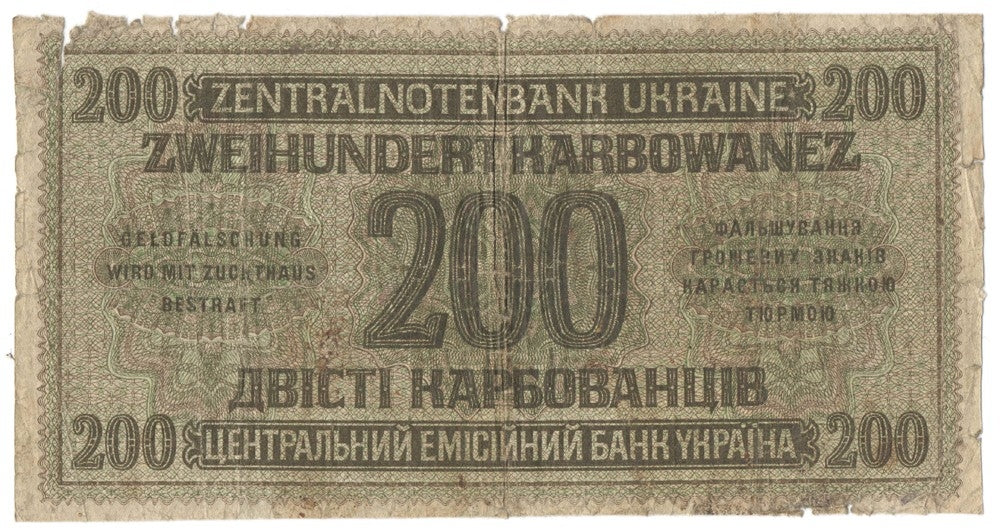 200 ZENTRALNOTENBANK UKRAINE 200
ZWEIHUNDERT KARBOWANEZ
200
GELDFÄLSCHUNG
WIRD MIT ZUCHTHAUS
BESTRAFT
ФАЛЬШУВАННЯ
ГРОШЕВИХ ЗНАКІВ
КАРАЄТЬСЯ ТЯЖКОЮ
ТЮРМОЮ
ДВІСТІ КАРБОВАНЦІВ
200 ЦЕНТРАЛЬНИЙ ЕМІСІЙНИЙ БАНК УКРАЇНА 200